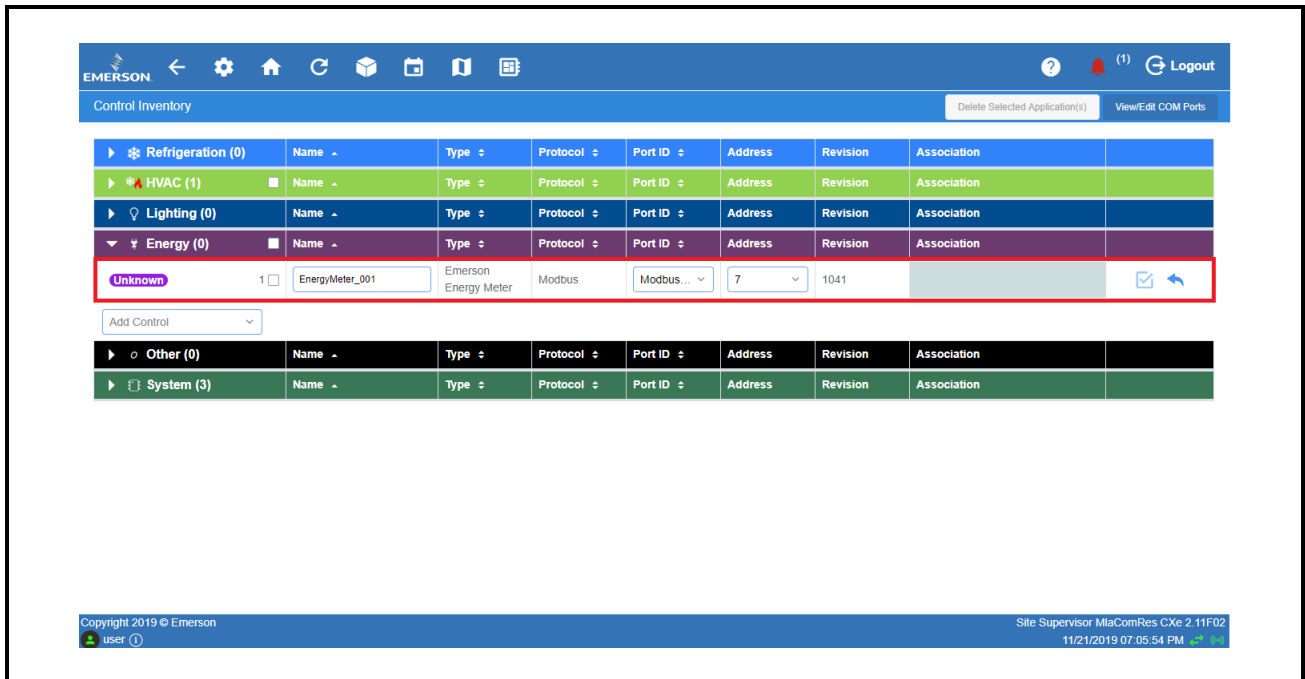 EMERSON
(1) Logout
Control Inventory Delete Selected Application(s) View/Edit COM Ports
Refrigeration (0) Name Type Protocol Port ID Address Revision Association
HVAC (1) Name Type Protocol Port ID Address Revision Association
Lighting (0) Name Type Protocol Port ID Address Revision Association
Energy (0) Name Type Protocol Port ID Address Revision Association
Unknown 1 EnergyMeter_001 Emerson Energy Meter Modbus Modbus... 7 1041
Add Control
Other (0) Name Type Protocol Port ID Address Revision Association
System (3) Name Type Protocol Port ID Address Revision Association
Copyright 2019 © Emerson Site Supervisor MlaComRes CXe 2.11F02
user 11/21/2019 07:05:54 PM